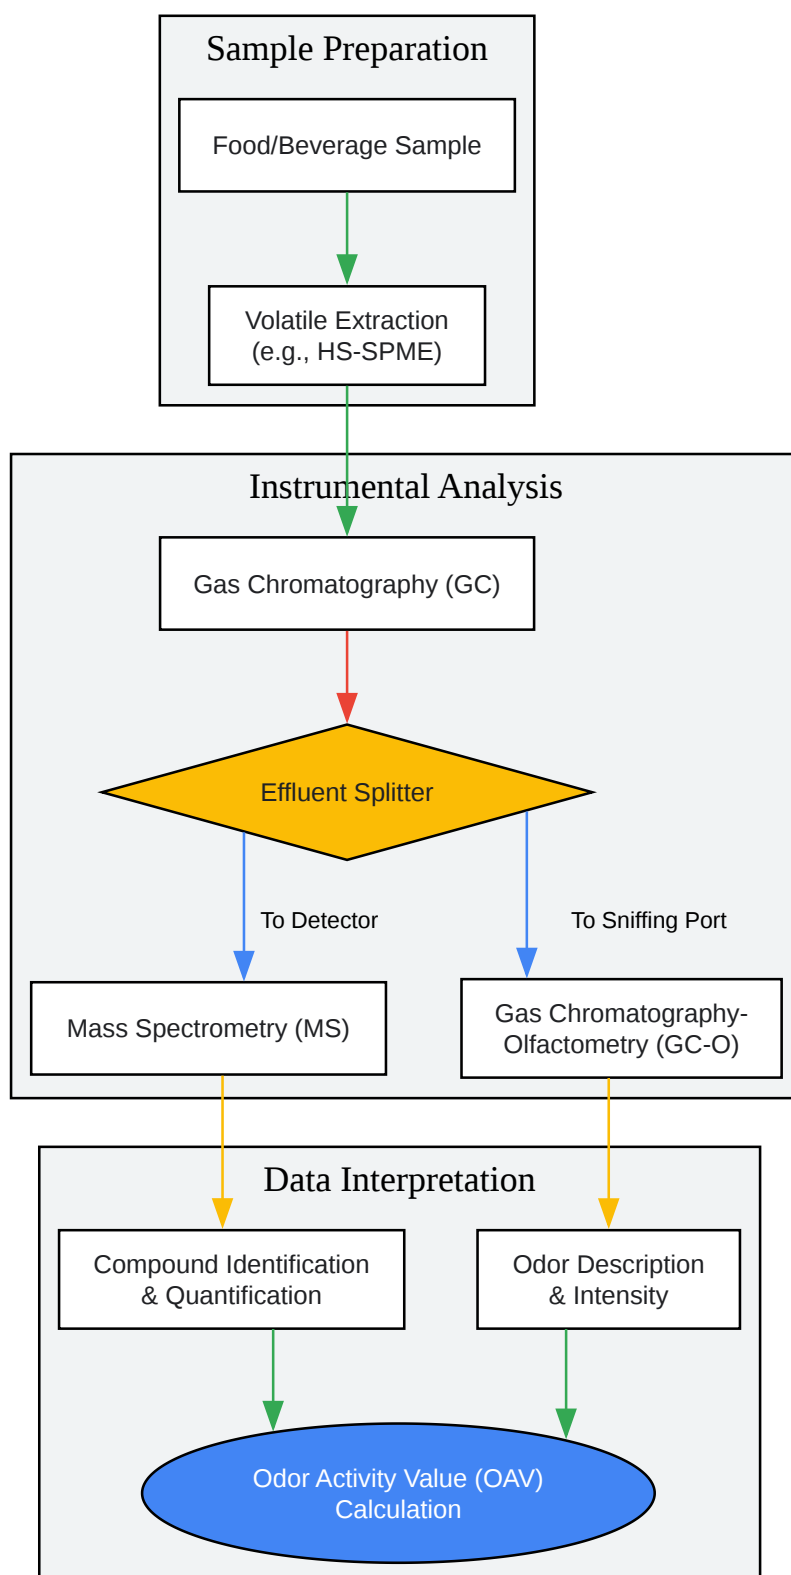 Sample Preparation
Food/Beverage Sample
Volatile Extraction
(e.g., HS-SPME)
Instrumental Analysis
Gas Chromatography (GC)
Effluent Splitter
To Detector
To Sniffing Port
Mass Spectrometry (MS)
Gas Chromatography-
Olfactometry (GC-O)
Data Interpretation
Compound Identification
& Quantification
Odor Description
& Intensity
Odor Activity Value (OAV)
Calculation